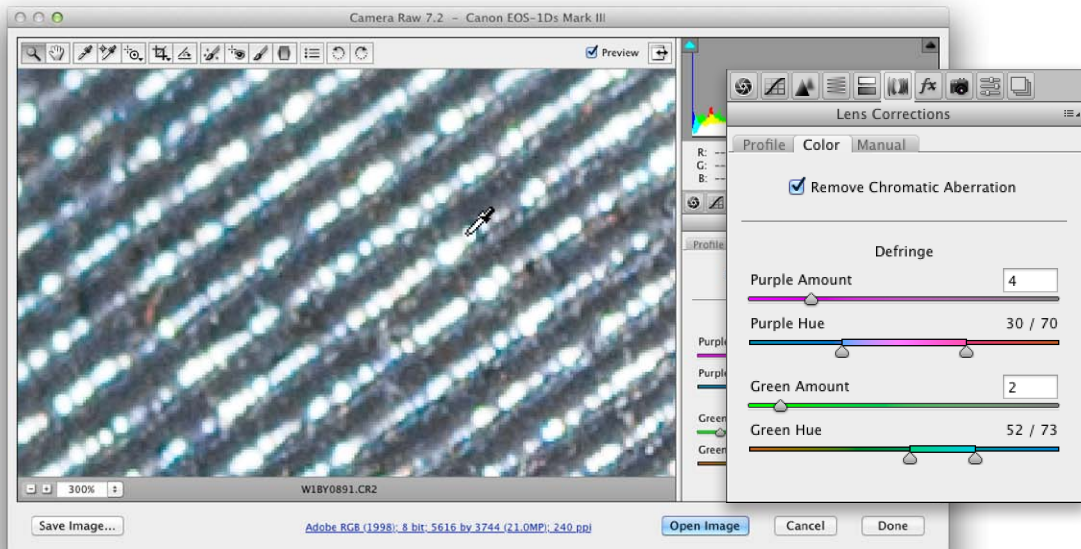 Camera Raw 7.2 – Canon EOS-1Ds Mark III
Preview
R: --
G: --
B: --
Profile
Purple
Purple
Green
Green
300%
W1BY0891.CR2
Save Image...
Adobe RGB (1998); 8 bit; 5616 by 3744 (21.0MP); 240 ppi
Open Image
Cancel
Done
fx
Lens Corrections
Profile Color Manual
Remove Chromatic Aberration
Defringe
Purple Amount 4
Purple Hue 30 / 70
Green Amount 2
Green Hue 52 / 73